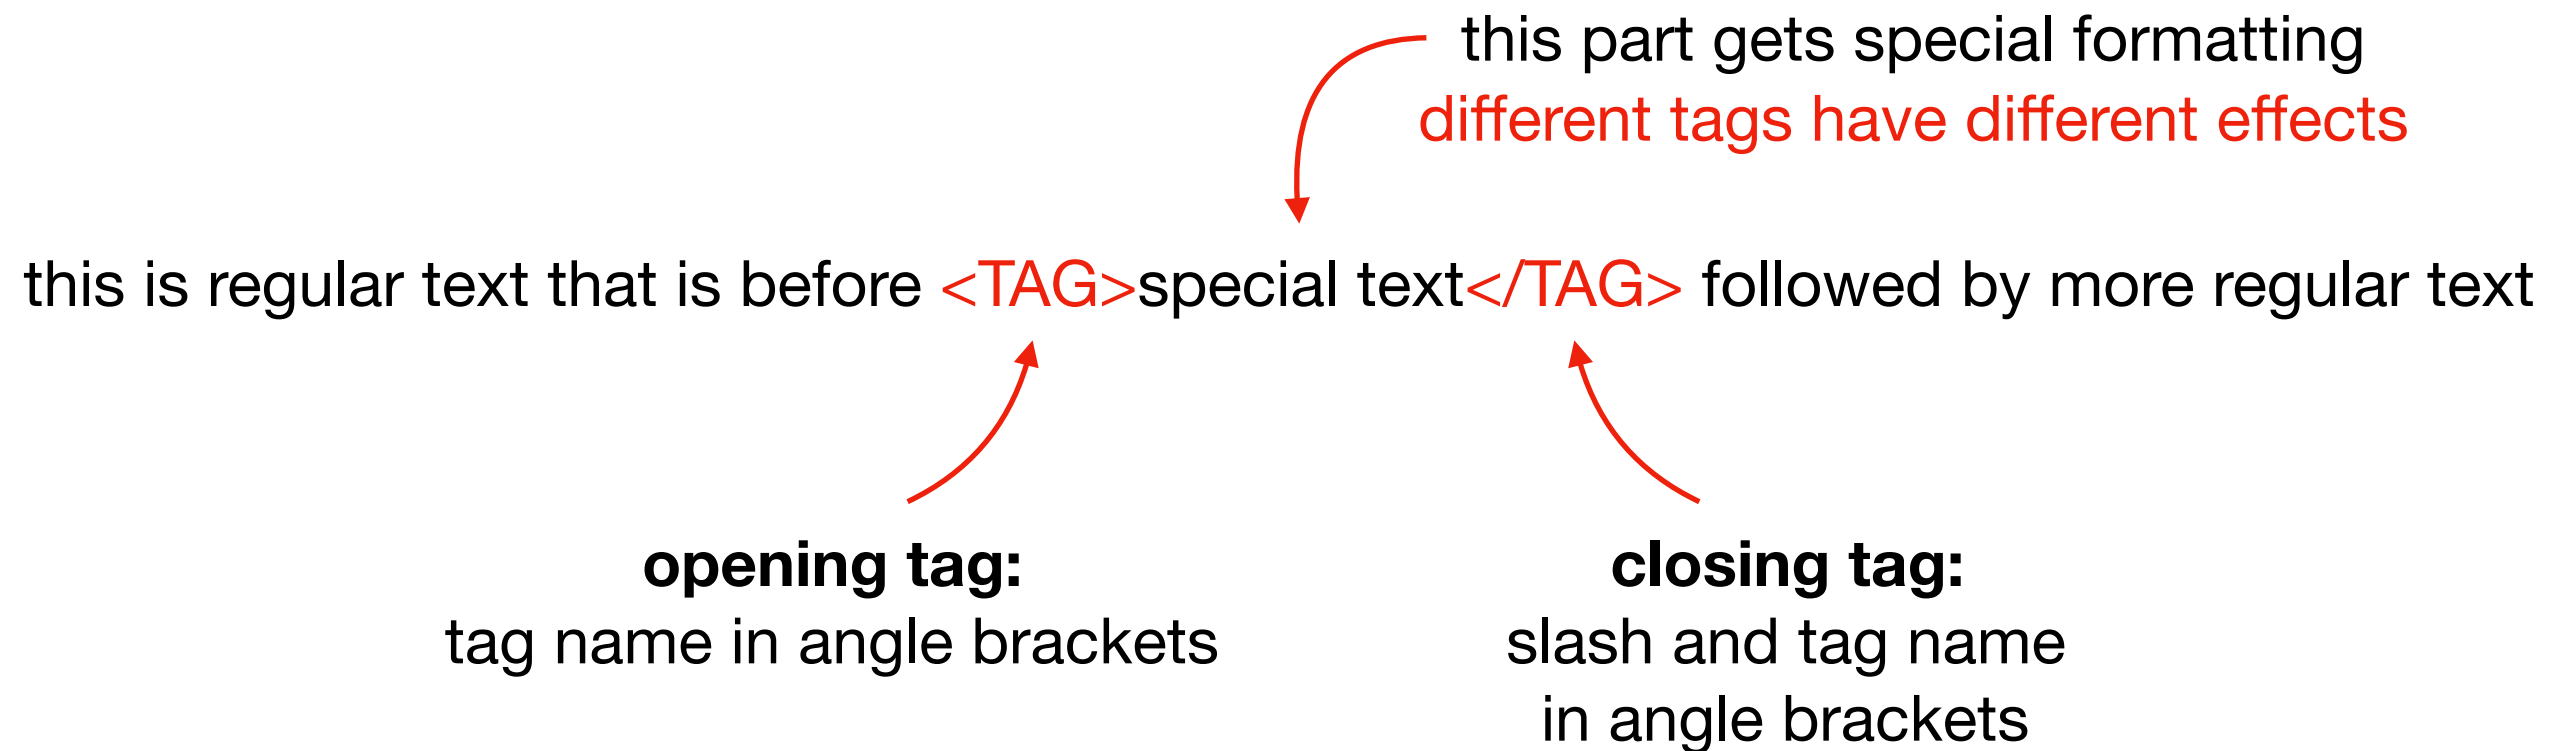 this part gets special formatting
different tags have different effects
this is regular text that is before <TAG>special text</TAG> followed by more regular text
opening tag:
tag name in angle brackets
closing tag:
slash and tag name
in angle brackets